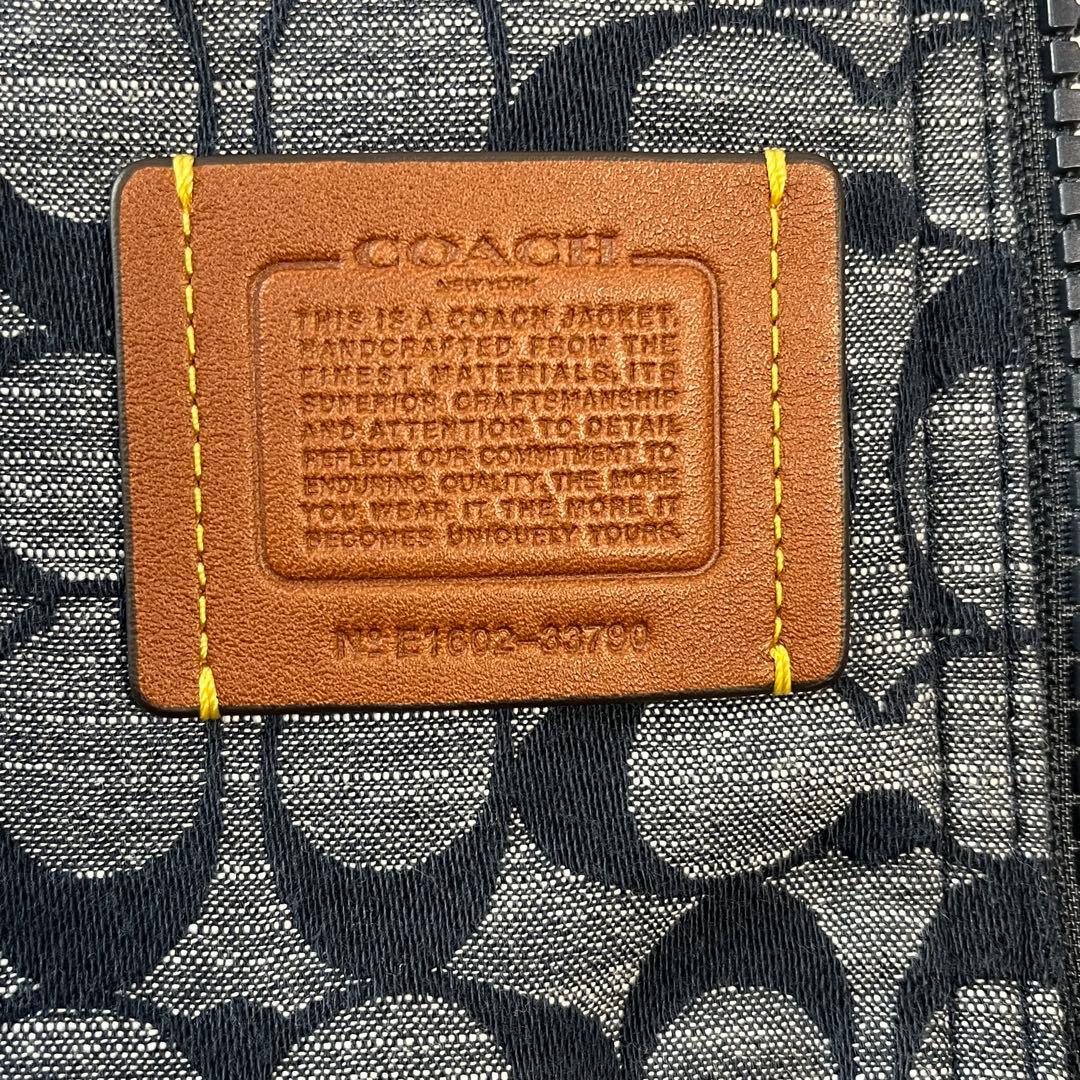 COACH
NEW YORK
THIS IS A COACH JACKET,
HANDCRAFTED FROM THE
FINEST MATERIALS. ITS
SUPERIOR CRAFTSMANSHIP
AND ATTENTION TO DETAIL
REFLECT OUR COMMITMENT TO
ENDURING QUALITY. THE MORE
YOU WEAR IT THE MORE IT
BECOMES UNIQUELY YOURS.
Nº E1602-33790